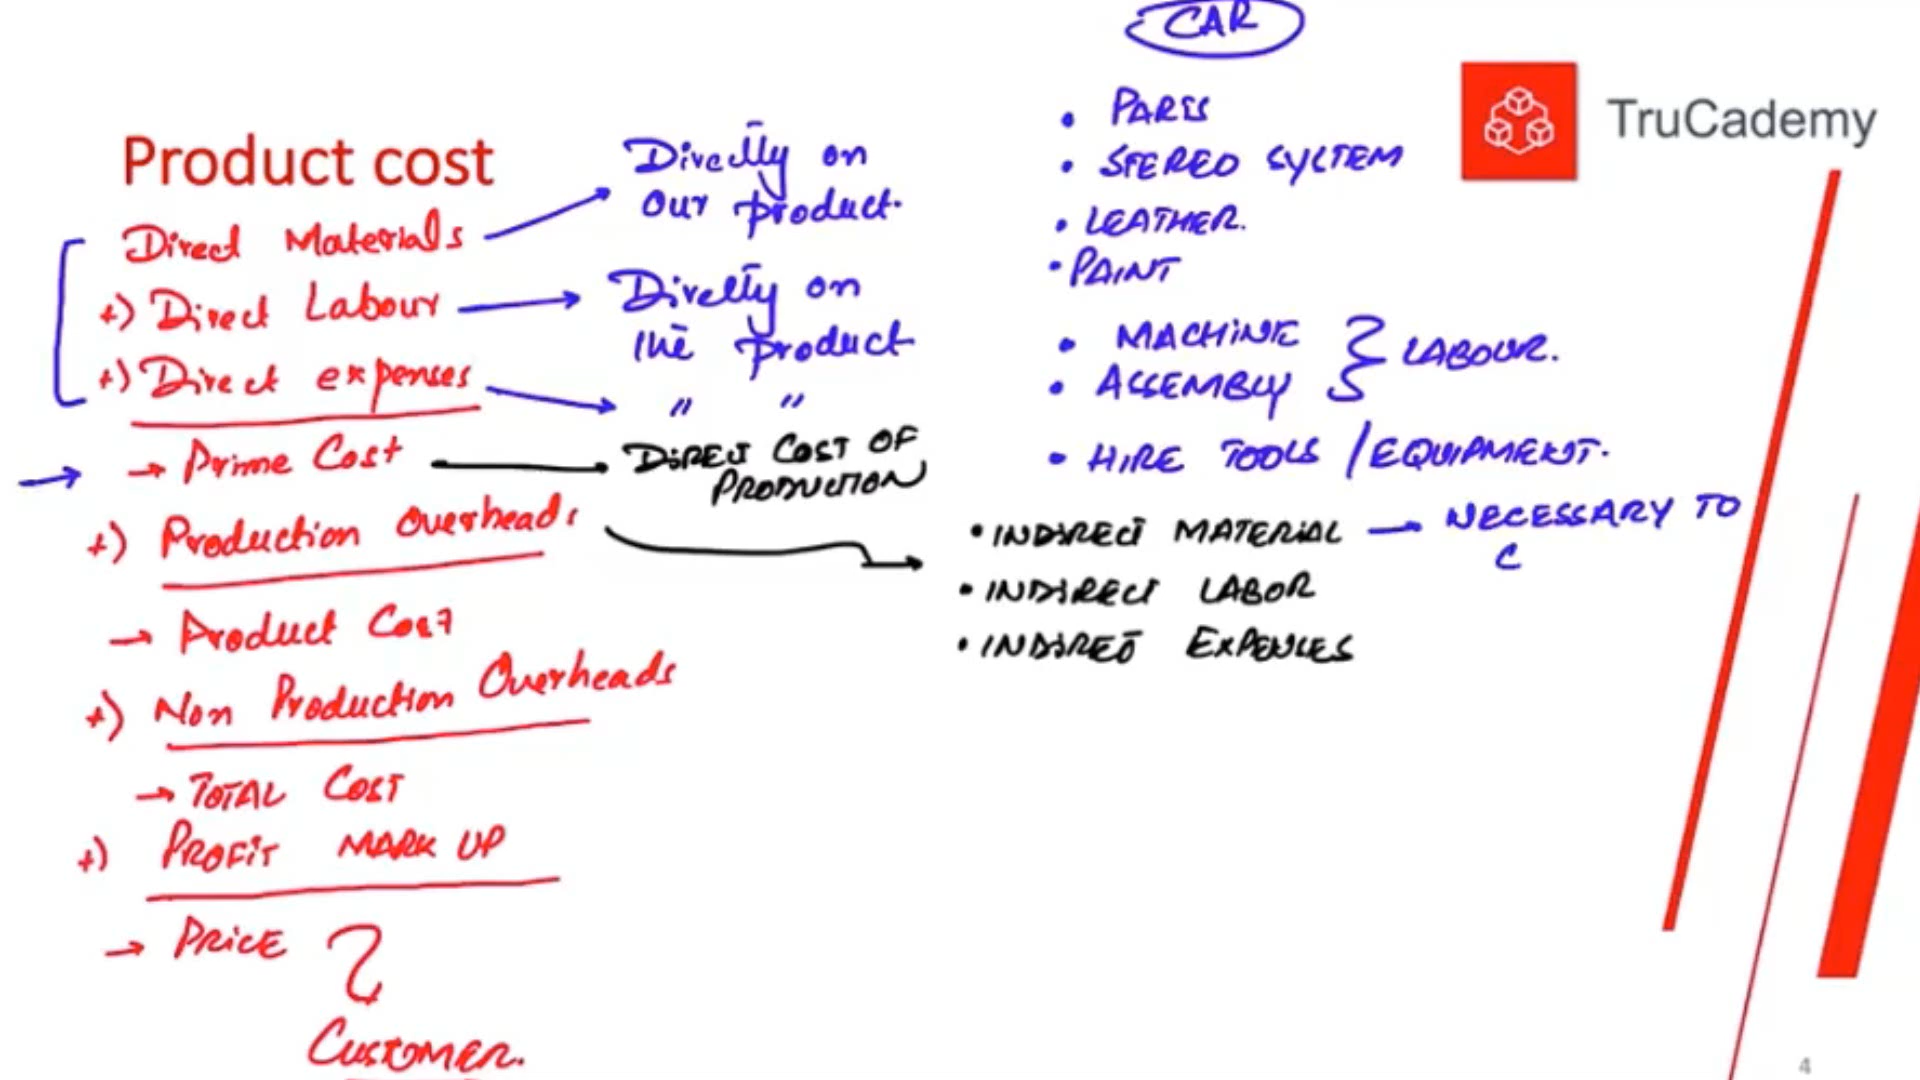 CAR
TruCademy
Product cost
Direct Materials
+) Direct Labour
+) Direct expenses
→ Prime Cost
+) Production Overheads
→ Product Cost
+) Non Production Overheads
→ TOTAL COST
+) PROFIT MARK UP
→ PRICE
CUSTOMER.
Directly on
our product.
Directly on
the product
" "
DIRECT COST OF
PRODUCTION
• PARTS
• STEREO SYSTEM
• LEATHER.
• PAINT
• MACHINE
• ASSEMBLY } LABOUR.
• HIRE TOOLS / EQUIPMENT.
• INDIRECT MATERIAL → NECESSARY TO
C
• INDIRECT LABOR
• INDIRECT EXPENSES
4